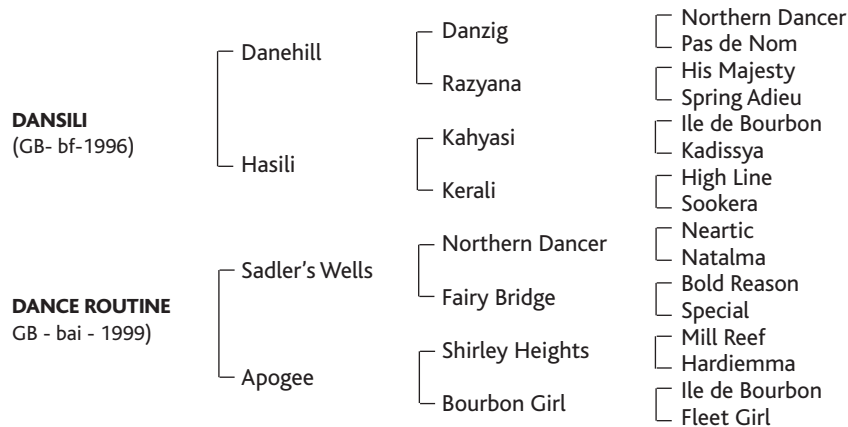 Northern Dancer
Danzig
Pas de Nom
Danehill
His Majesty
Razyana
Spring Adieu
DANSILI
(GB- bf-1996)
Ile de Bourbon
Kahyasi
Kadissya
Hasili
High Line
Kerali
Sookera
Neartic
Northern Dancer
Natalma
Sadler's Wells
Bold Reason
Fairy Bridge
Special
DANCE ROUTINE
GB - bai - 1999)
Mill Reef
Shirley Heights
Hardiemma
Apogee
Ile de Bourbon
Bourbon Girl
Fleet Girl